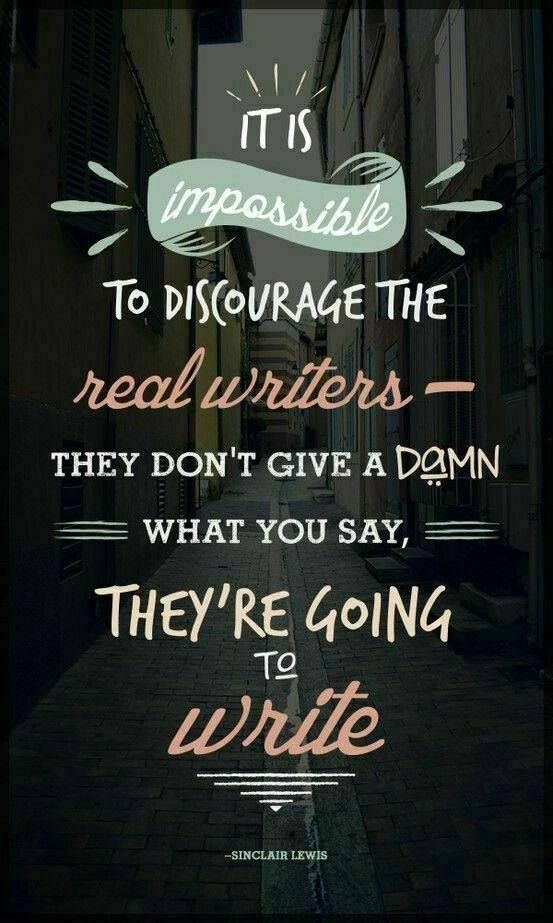 IT IS
impossible
TO DISCOURAGE THE
real writers —
THEY DON'T GIVE A DAMN
WHAT YOU SAY,
THEY'RE GOING
TO
write
–SINCLAIR LEWIS